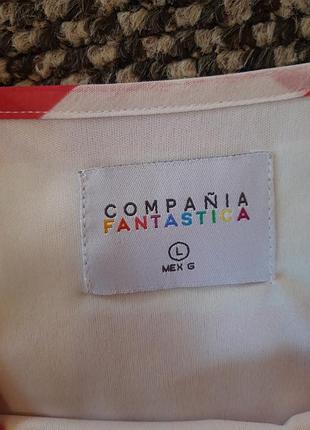 COMPAÑIA
FANTASTICA
L
MEX G